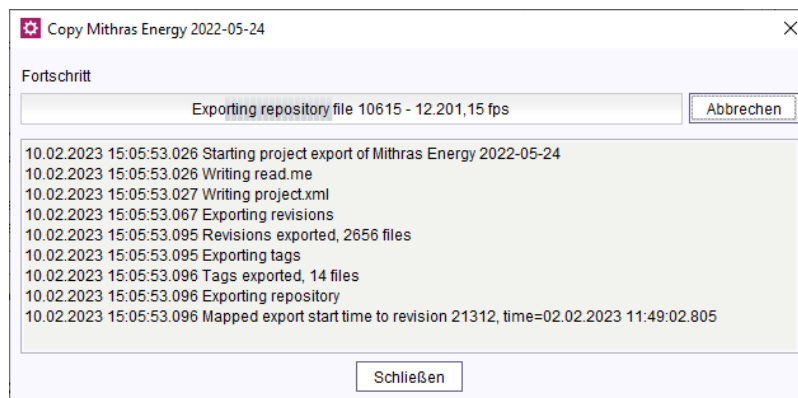 Copy Mithras Energy 2022-05-24
Fortschritt
Exporting repository file 10615 - 12.201,15 fps
Abbrechen
10.02.2023 15:05:53.026 Starting project export of Mithras Energy 2022-05-24
10.02.2023 15:05:53.026 Writing read.me
10.02.2023 15:05:53.027 Writing project.xml
10.02.2023 15:05:53.067 Exporting revisions
10.02.2023 15:05:53.095 Revisions exported, 2656 files
10.02.2023 15:05:53.095 Exporting tags
10.02.2023 15:05:53.096 Tags exported, 14 files
10.02.2023 15:05:53.096 Exporting repository
10.02.2023 15:05:53.096 Mapped export start time to revision 21312, time=02.02.2023 11:49:02.805
Schließen